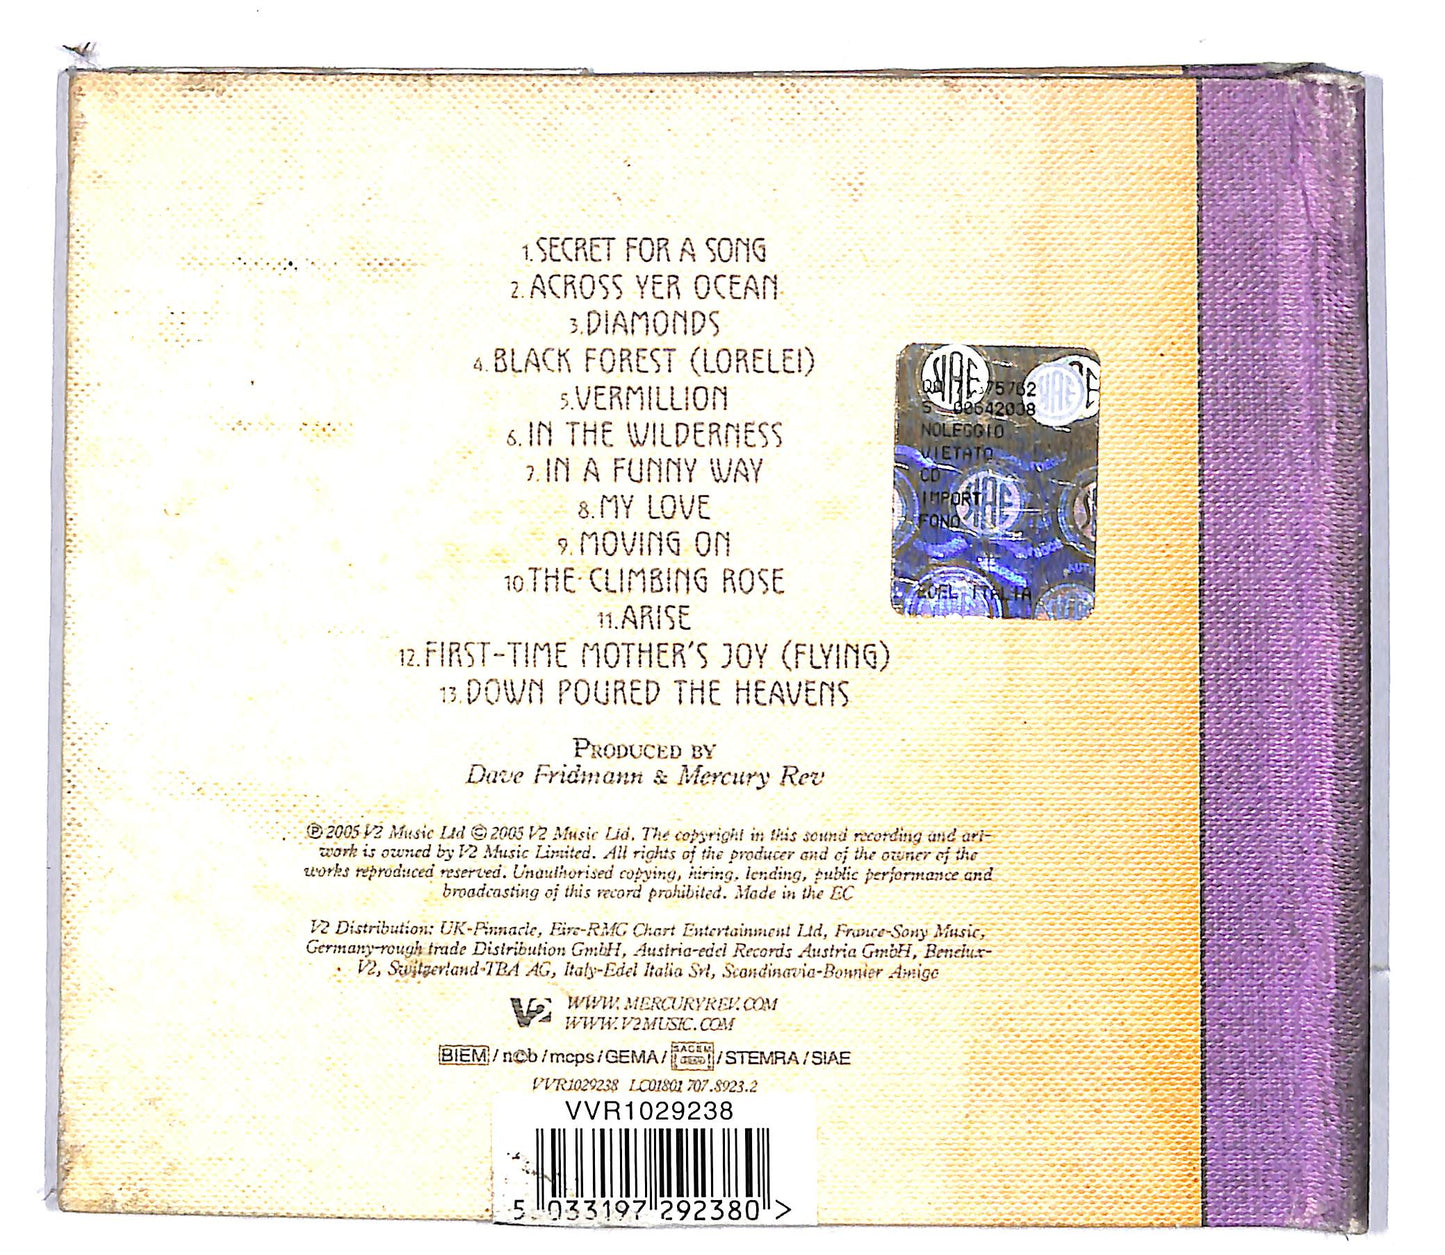 1. SECRET FOR A SONG
2. ACROSS YER OCEAN
3. DIAMONDS
4. BLACK FOREST (LORELEI)
5. VERMILLION
6. IN THE WILDERNESS
7. IN A FUNNY WAY
8. MY LOVE
9. MOVING ON
10. THE CLIMBING ROSE
11. ARISE
12. FIRST-TIME MOTHER'S JOY (FLYING)
13. DOWN POURED THE HEAVENS
SIAE
75762
S 00642038
NOLEGGIO
VIETATO
CD
IMPORT
FONO
EDEL ITALIA
PRODUCED BY
Dave Fridmann & Mercury Rev
℗ 2005 V2 Music Ltd © 2005 V2 Music Ltd. The copyright in this sound recording and art-
work is owned by V2 Music Limited. All rights of the producer and of the owner of the
works reproduced reserved. Unauthorised copying, hiring, lending, public performance and
broadcasting of this record prohibited. Made in the EC
V2 Distribution: UK-Pinnacle, Eire-RMG Chart Entertainment Ltd, France-Sony Music,
Germany-rough trade Distribution GmbH, Austria-edel Records Austria GmbH, Benelux-
V2, Switzerland-TBA AG, Italy-Edel Italia Srl, Scandinavia-Bonnier Amigo
V2 WWW.MERCURYREV.COM
WWW.V2MUSIC.COM
BIEM / n©b / mcps / GEMA / SACEM / STEMRA / SIAE
VVR1029238 LC01801 707.8923.2
VVR1029238
5 033197 292380 >